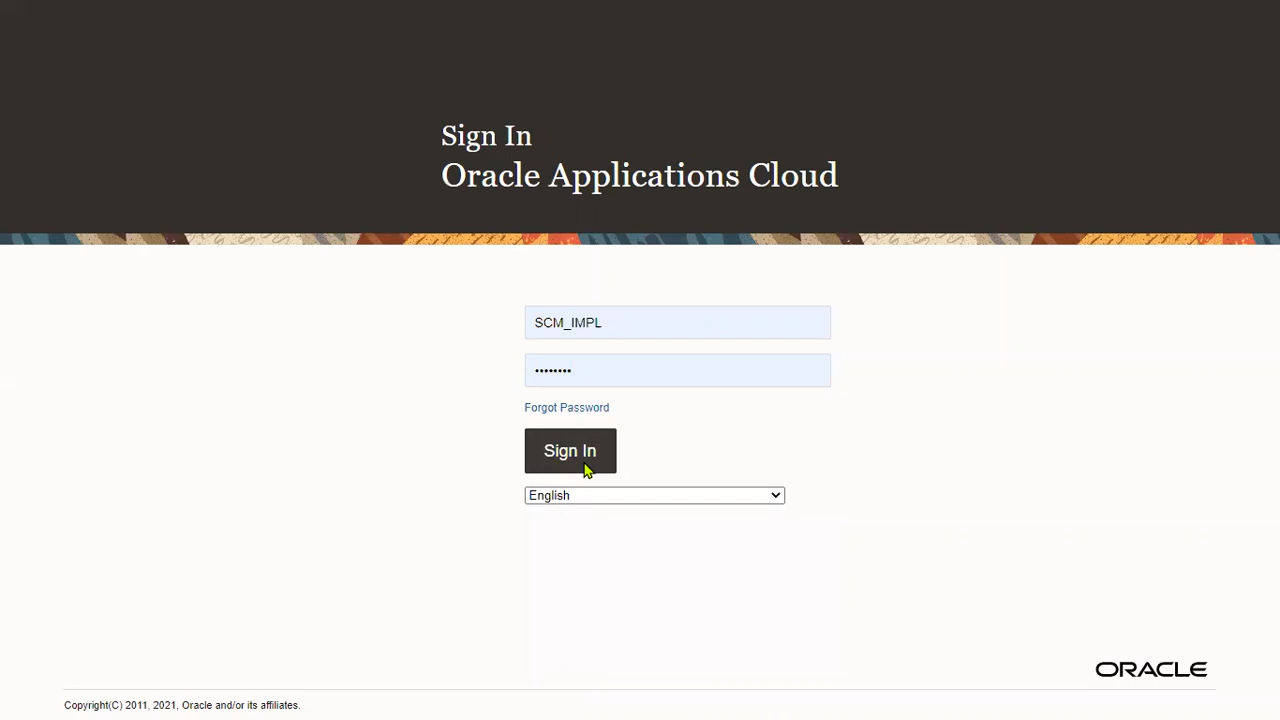 Sign In
Oracle Applications Cloud
SCM_IMPL
••••••••
Forgot Password
Sign In
English
ORACLE
Copyright(C) 2011, 2021, Oracle and/or its affiliates.